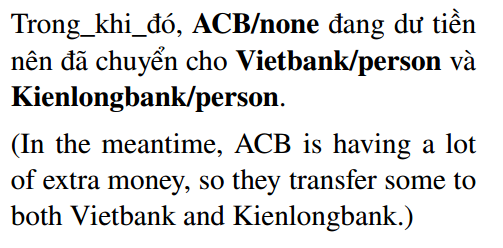 Trong_khi_đó, ACB/none đang dư tiền
nên đã chuyển cho Vietbank/person và
Kienlongbank/person.
(In the meantime, ACB is having a lot
of extra money, so they transfer some to
both Vietbank and Kienlongbank.)